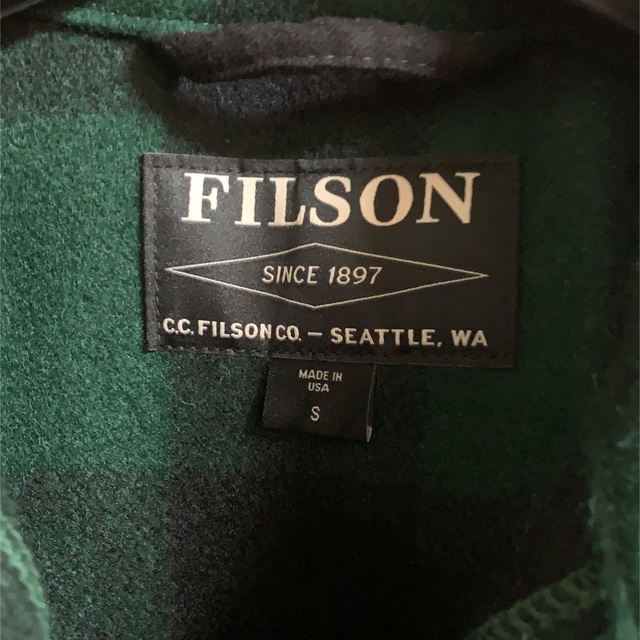 FILSON
SINCE 1897
C.C. FILSON CO. – SEATTLE, WA
MADE IN
USA
S